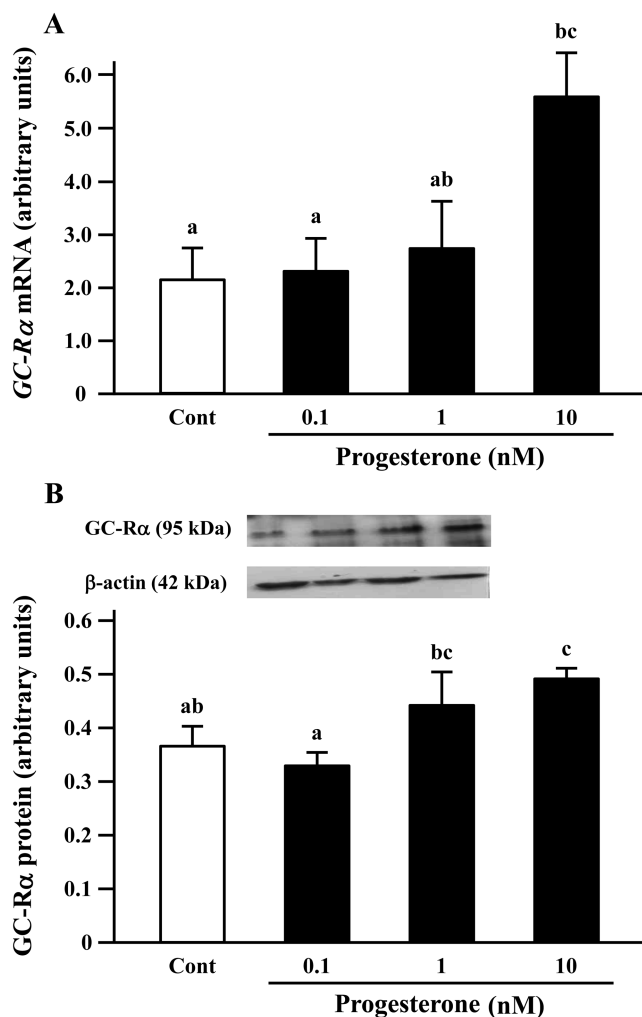 A
GC-Rα mRNA (arbitrary units)
6.0
5.0
4.0
3.0
2.0
1.0
0
a
a
ab
bc
Cont
0.1
1
10
Progesterone (nM)
B
GC-Rα (95 kDa)
β-actin (42 kDa)
GC-Rα protein (arbitrary units)
0.6
0.5
0.4
0.3
0.2
0.1
0
ab
a
bc
c
Cont
0.1
1
10
Progesterone (nM)